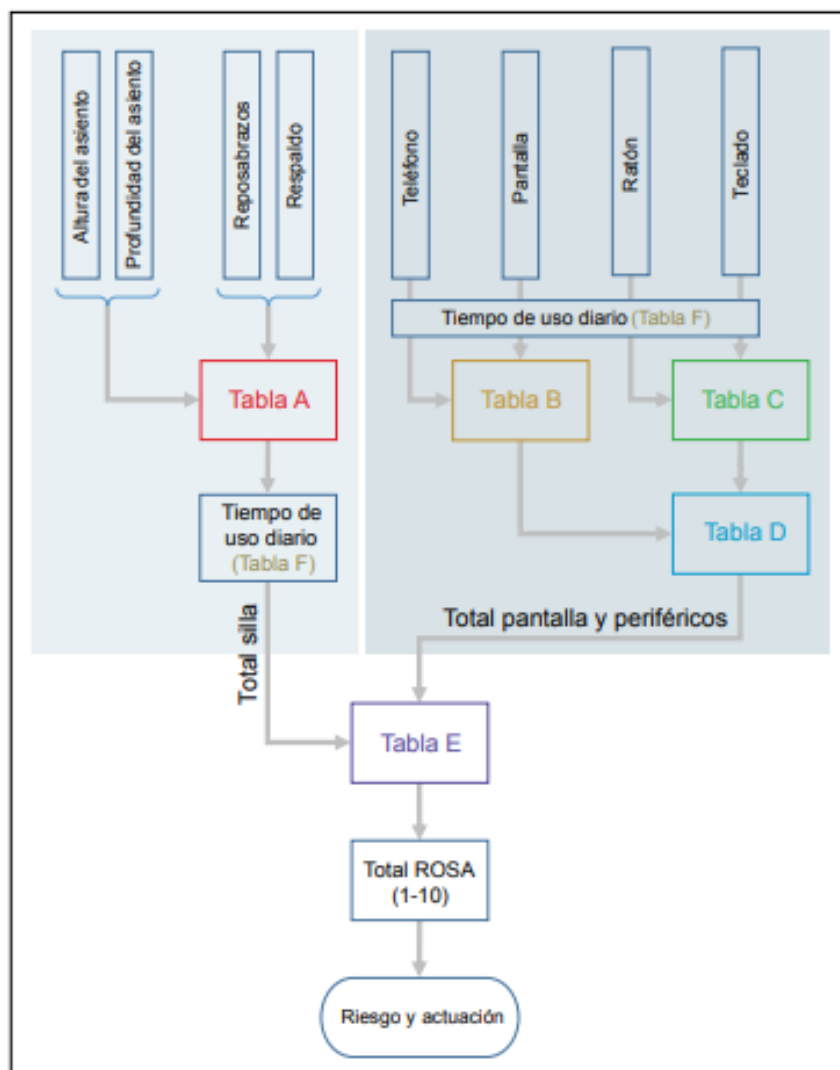 Altura del asiento
Profundidad del asiento
Reposabrazos
Respaldo
Teléfono
Pantalla
Ratón
Teclado
Tiempo de uso diario (Tabla F)
Tabla A
Tabla B
Tabla C
Tiempo de
uso diario
(Tabla F)
Tabla D
Total silla
Total pantalla y periféricos
Tabla E
Total ROSA
(1-10)
Riesgo y actuación